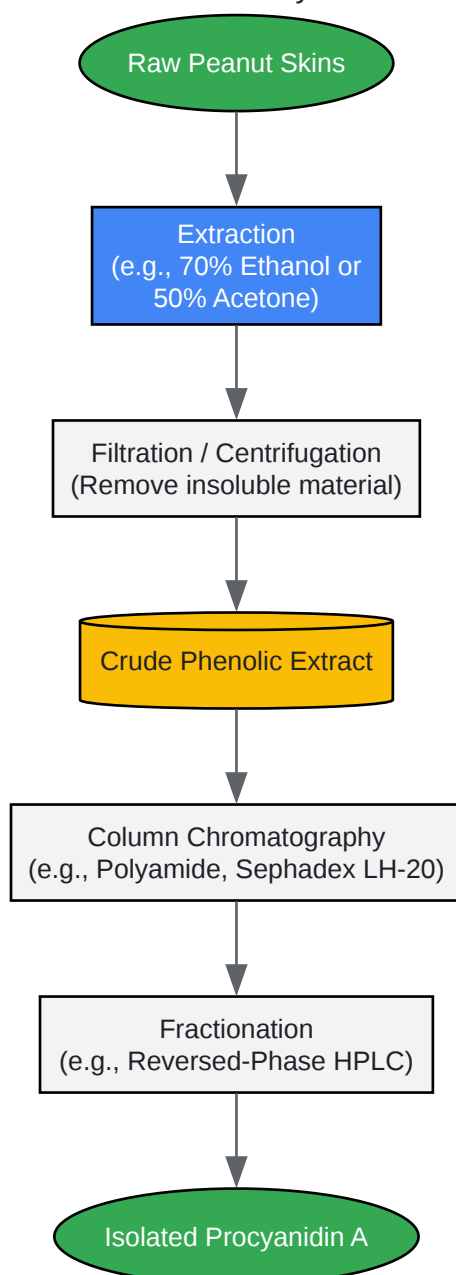 Raw Peanut Skins
Extraction
(e.g., 70% Ethanol or
50% Acetone)
Filtration / Centrifugation
(Remove insoluble material)
Crude Phenolic Extract
Column Chromatography
(e.g., Polyamide, Sephadex LH-20)
Fractionation
(e.g., Reversed-Phase HPLC)
Isolated Procyanidin A